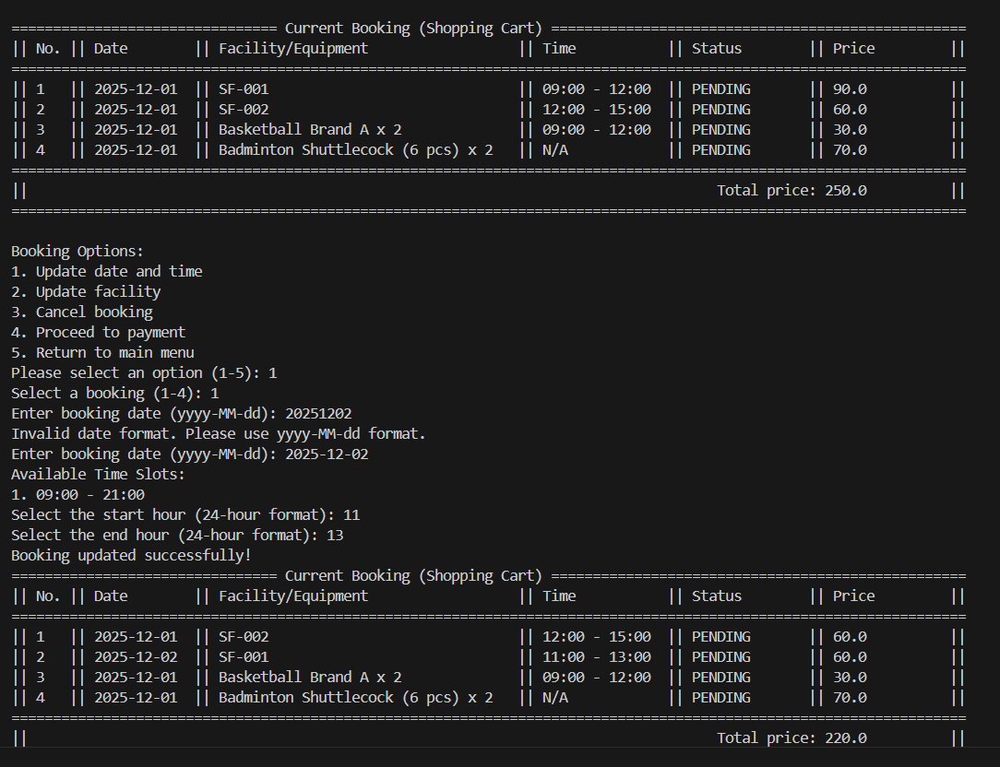 ================================ Current Booking (Shopping Cart) ==================================================
|| No. || Date        || Facility/Equipment                  || Time           || Status        || Price         ||
===================================================================================================================
|| 1   || 2025-12-01  || SF-001                              || 09:00 - 12:00  || PENDING       || 90.0          ||
|| 2   || 2025-12-01  || SF-002                              || 12:00 - 15:00  || PENDING       || 60.0          ||
|| 3   || 2025-12-01  || Basketball Brand A x 2              || 09:00 - 12:00  || PENDING       || 30.0          ||
|| 4   || 2025-12-01  || Badminton Shuttlecock (6 pcs) x 2   || N/A            || PENDING       || 70.0          ||
===================================================================================================================
||                                                                                   Total price: 250.0          ||
===================================================================================================================
Booking Options:
1. Update date and time
2. Update facility
3. Cancel booking
4. Proceed to payment
5. Return to main menu
Please select an option (1-5): 1
Select a booking (1-4): 1
Enter booking date (yyyy-MM-dd): 20251202
Invalid date format. Please use yyyy-MM-dd format.
Enter booking date (yyyy-MM-dd): 2025-12-02
Available Time Slots:
1. 09:00 - 21:00
Select the start hour (24-hour format): 11
Select the end hour (24-hour format): 13
Booking updated successfully!
================================ Current Booking (Shopping Cart) ==================================================
|| No. || Date        || Facility/Equipment                  || Time           || Status        || Price         ||
===================================================================================================================
|| 1   || 2025-12-01  || SF-002                              || 12:00 - 15:00  || PENDING       || 60.0          ||
|| 2   || 2025-12-02  || SF-001                              || 11:00 - 13:00  || PENDING       || 60.0          ||
|| 3   || 2025-12-01  || Basketball Brand A x 2              || 09:00 - 12:00  || PENDING       || 30.0          ||
|| 4   || 2025-12-01  || Badminton Shuttlecock (6 pcs) x 2   || N/A            || PENDING       || 70.0          ||
===================================================================================================================
||                                                                                   Total price: 220.0          ||